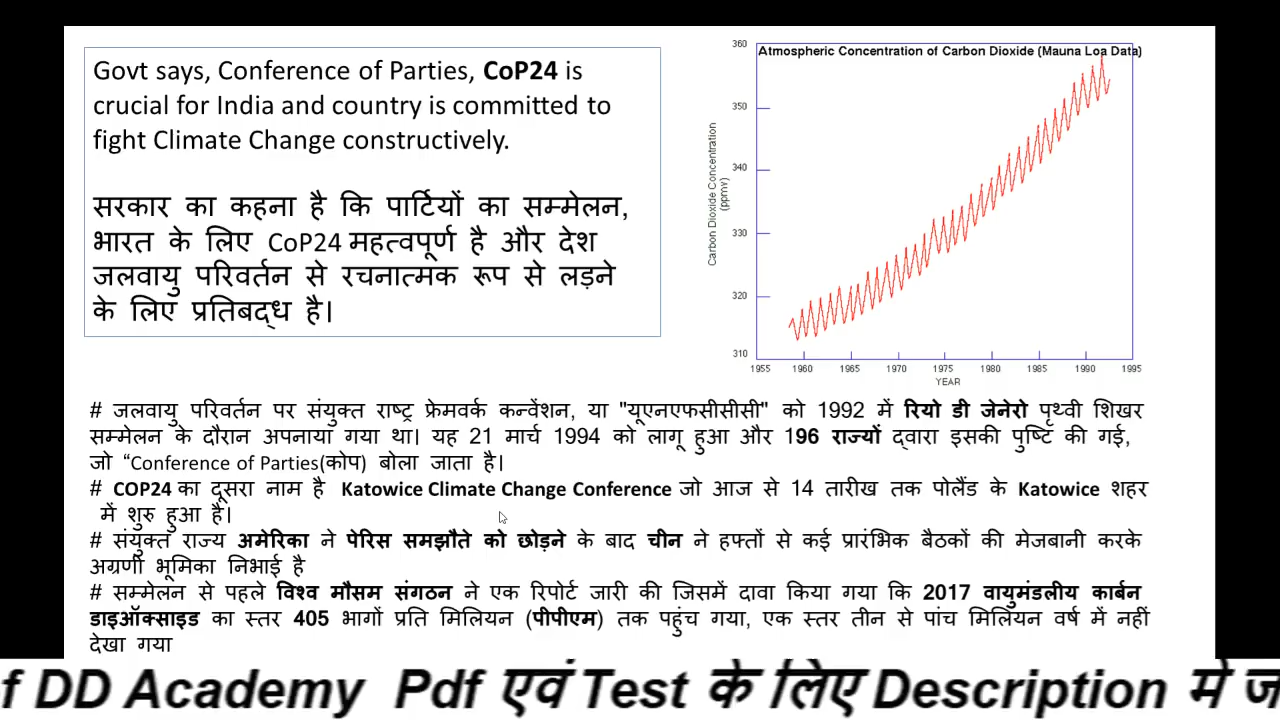 Govt says, Conference of Parties, CoP24 is
crucial for India and country is committed to
fight Climate Change constructively.
सरकार का कहना है कि पार्टियों का सम्मेलन,
भारत के लिए CoP24 महत्वपूर्ण है और देश
जलवायु परिवर्तन से रचनात्मक रूप से लड़ने
के लिए प्रतिबद्ध है।
Atmospheric Concentration of Carbon Dioxide (Mauna Loa Data)
360
350
340
330
320
310
Carbon Dioxide Concentration
(ppmv)
1955 1960 1965 1970 1975 1980 1985 1990 1995
YEAR
# जलवायु परिवर्तन पर संयुक्त राष्ट्र फ्रेमवर्क कन्वेंशन, या "यूएनएफसीसीसी" को 1992 में रियो डी जेनेरो पृथ्वी शिखर
सम्मेलन के दौरान अपनाया गया था। यह 21 मार्च 1994 को लागू हुआ और 196 राज्यों द्वारा इसकी पुष्टि की गई,
जो “Conference of Parties(कोप) बोला जाता है।
# COP24 का दूसरा नाम है Katowice Climate Change Conference जो आज से 14 तारीख तक पोलैंड के Katowice शहर
में शुरु हुआ है।
# संयुक्त राज्य अमेरिका ने पेरिस समझौते को छोड़ने के बाद चीन ने हफ्तों से कई प्रारंभिक बैठकों की मेजबानी करके
अग्रणी भूमिका निभाई है
# सम्मेलन से पहले विश्व मौसम संगठन ने एक रिपोर्ट जारी की जिसमें दावा किया गया कि 2017 वायुमंडलीय कार्बन
डाइऑक्साइड का स्तर 405 भागों प्रति मिलियन (पीपीएम) तक पहुंच गया, एक स्तर तीन से पांच मिलियन वर्ष में नहीं
देखा गया
f DD Academy Pdf एवं Test के लिए Description मे ज